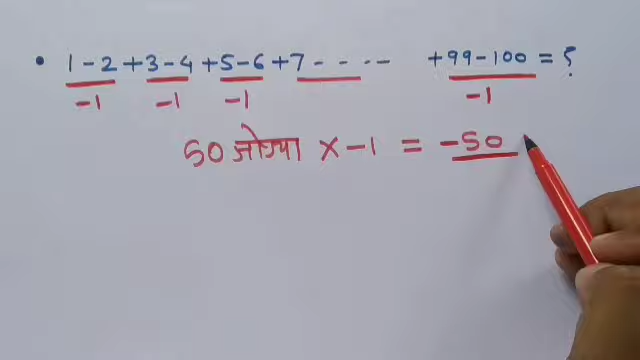 • 1 - 2 + 3 - 4 + 5 - 6 + 7 - - - - - + 99 - 100 = ?
-1 -1 -1 -1
50 जोड्या × -1 = -50